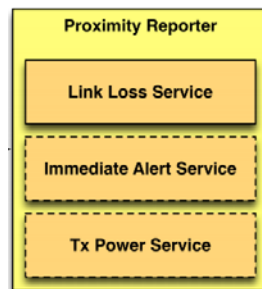 Proximity Reporter
Link Loss Service
Immediate Alert Service
Tx Power Service